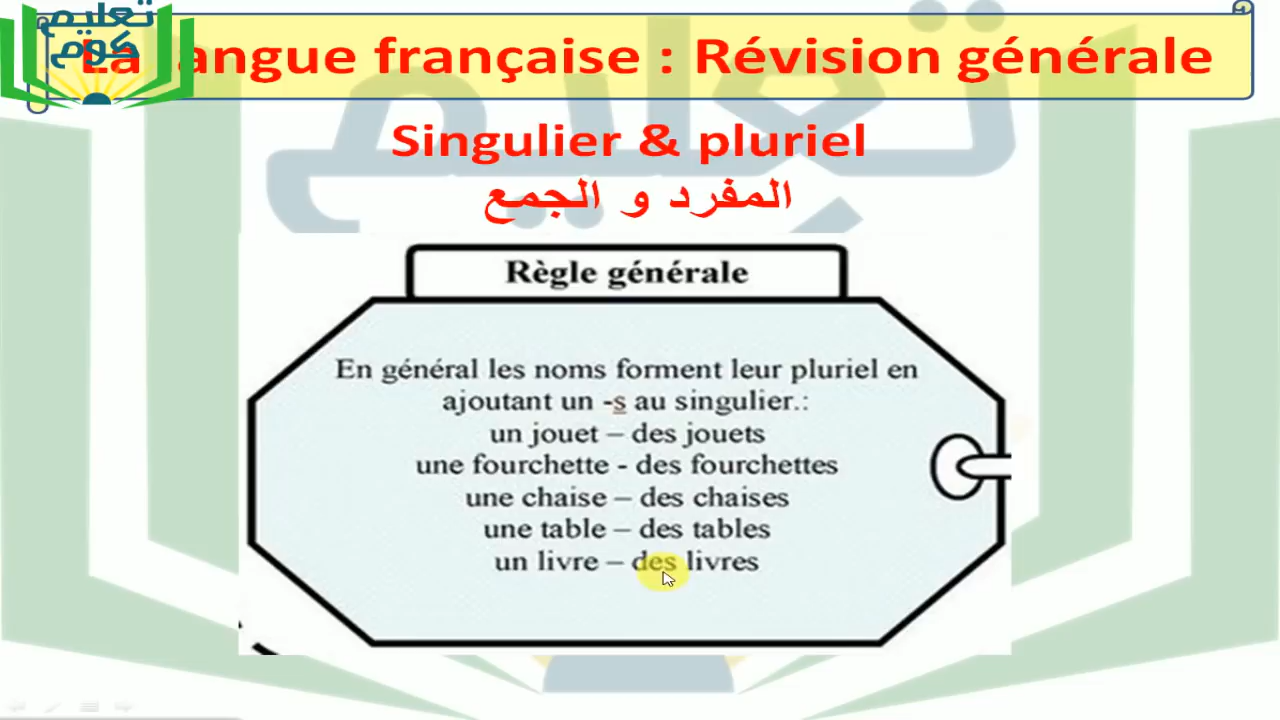 تعليم
كوم
La langue française : Révision générale
Singulier & pluriel
المفرد و الجمع
Règle générale
En général les noms forment leur pluriel en
ajoutant un -s au singulier.:
un jouet – des jouets
une fourchette - des fourchettes
une chaise – des chaises
une table – des tables
un livre – des livres
تعليم